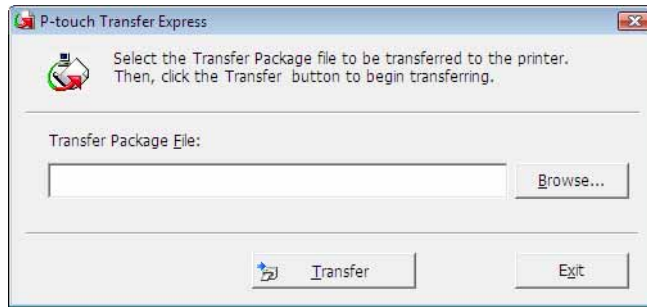 P-touch Transfer Express
Select the Transfer Package file to be transferred to the printer.
Then, click the Transfer button to begin transferring.
Transfer Package File:
Browse...
Transfer
Exit